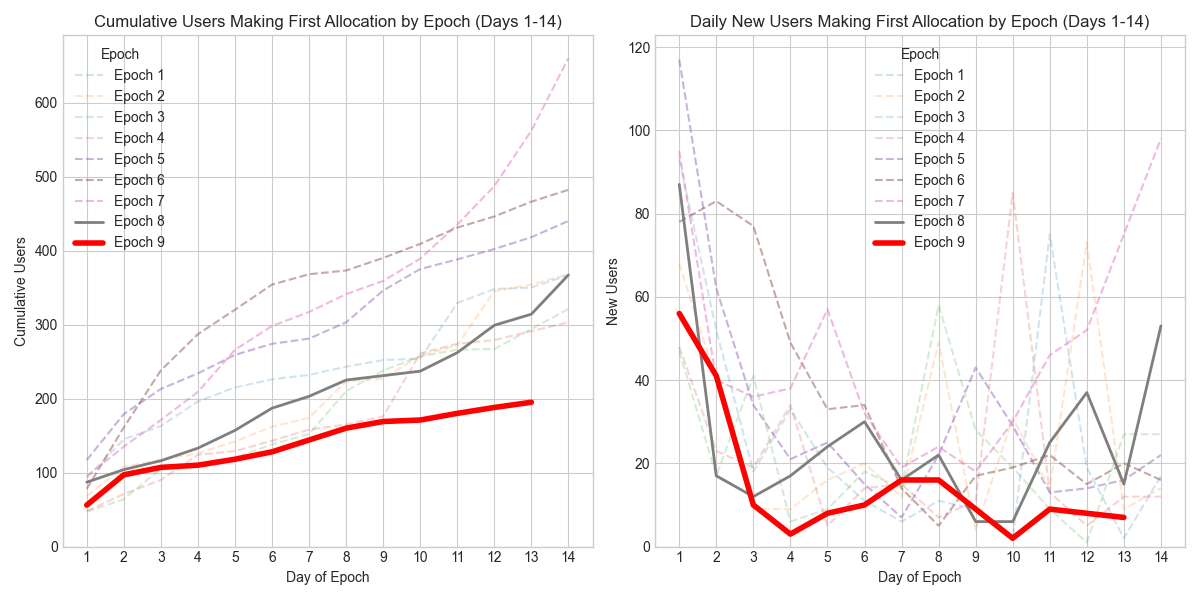 Cumulative Users Making First Allocation by Epoch (Days 1-14)
Cumulative Users
600
500
400
300
200
100
0
Epoch
Epoch 1
Epoch 2
Epoch 3
Epoch 4
Epoch 5
Epoch 6
Epoch 7
Epoch 8
Epoch 9
1 2 3 4 5 6 7 8 9 10 11 12 13 14
Day of Epoch
Daily New Users Making First Allocation by Epoch (Days 1-14)
New Users
120
100
80
60
40
20
0
Epoch
Epoch 1
Epoch 2
Epoch 3
Epoch 4
Epoch 5
Epoch 6
Epoch 7
Epoch 8
Epoch 9
1 2 3 4 5 6 7 8 9 10 11 12 13 14
Day of Epoch